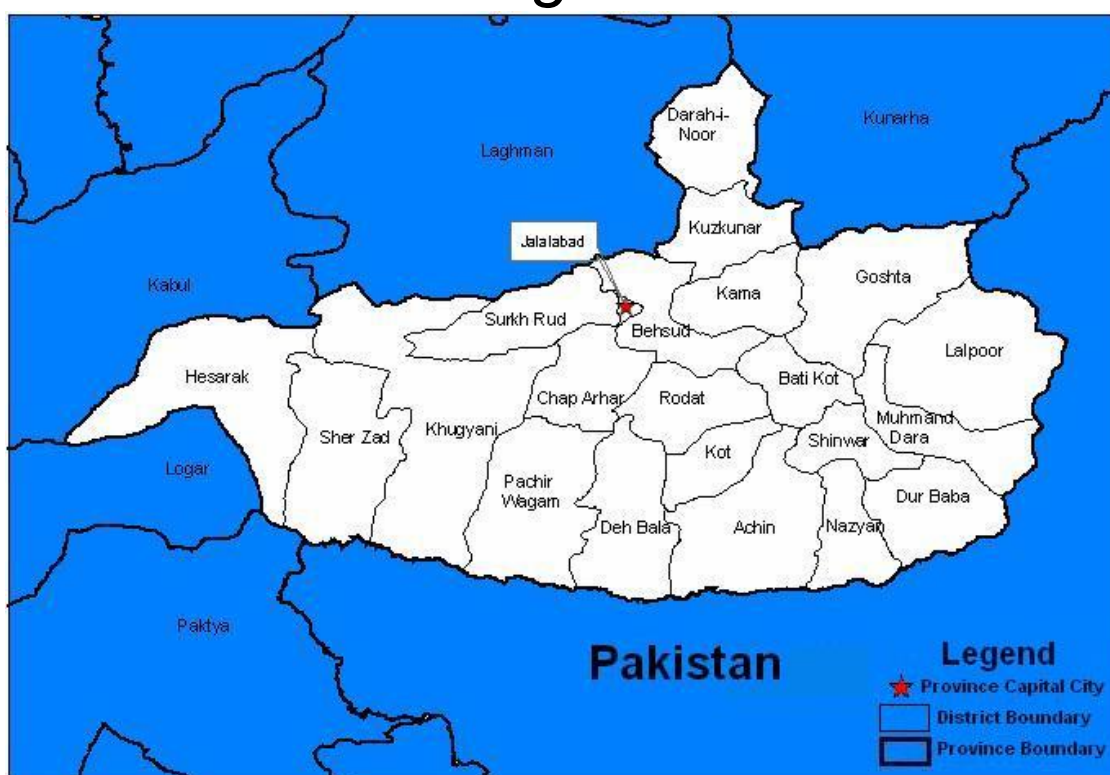 Darah-i-
Noor
Kunarha
Laghman
Kuzkunar
Jalalabad
Goshta
Kabul
Kama
Surkh Rud
Behsud
Lalpoor
Hesarak
Bati Kot
Chap Arhar
Rodat
Muhmand
Dara
Khugyani
Sher Zad
Shinwar
Kot
Logar
Pachir
Wagam
Dur Baba
Deh Bala
Achin
Nazyan
Paktya
Pakistan
Legend
Province Capital City
District Boundary
Province Boundary